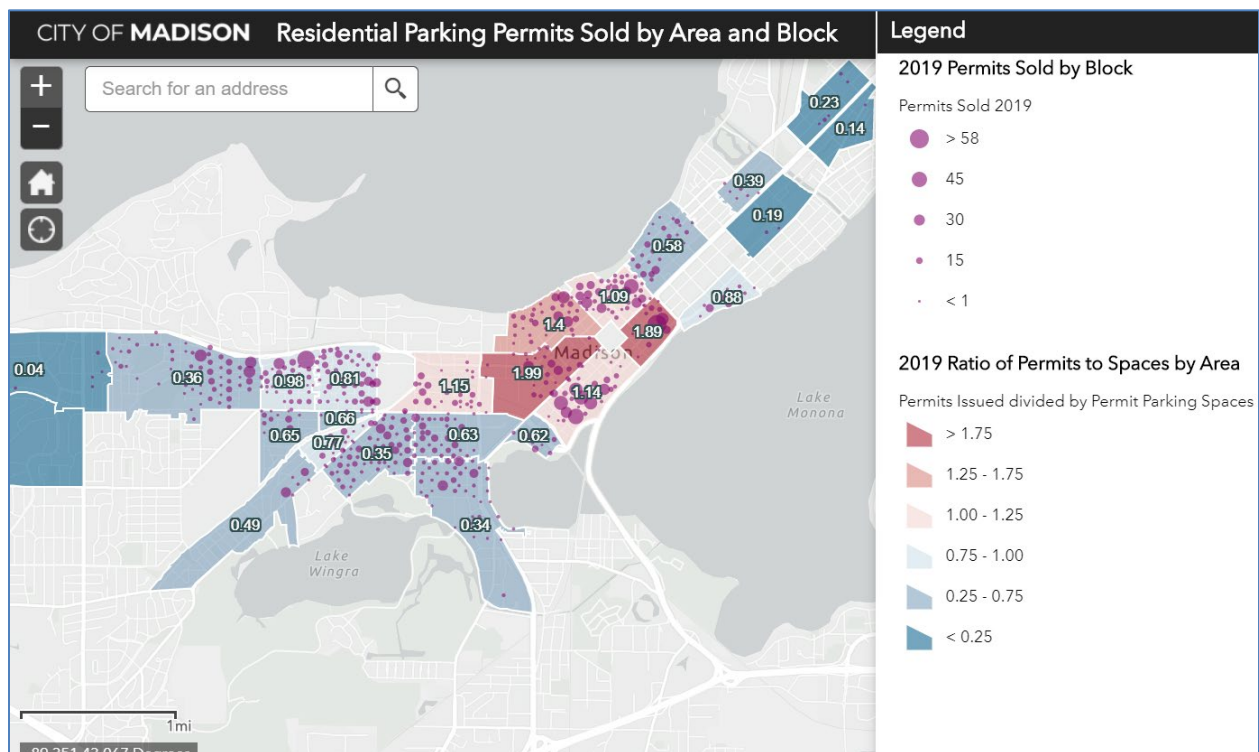 CITY OF MADISON Residential Parking Permits Sold by Area and Block
Search for an address
+
−
0.23
0.14
0.39
0.19
0.58
0.88
1.09
1.4
1.89
Madison
1.99
1.14
1.15
0.04
0.36
0.98
0.81
0.66
0.65
0.77
0.35
0.63
0.62
0.49
0.34
Lake
Monona
Lake
Wingra
1mi
Legend
2019 Permits Sold by Block
Permits Sold 2019
> 58
45
30
15
< 1
2019 Ratio of Permits to Spaces by Area
Permits Issued divided by Permit Parking Spaces
> 1.75
1.25 - 1.75
1.00 - 1.25
0.75 - 1.00
0.25 - 0.75
< 0.25